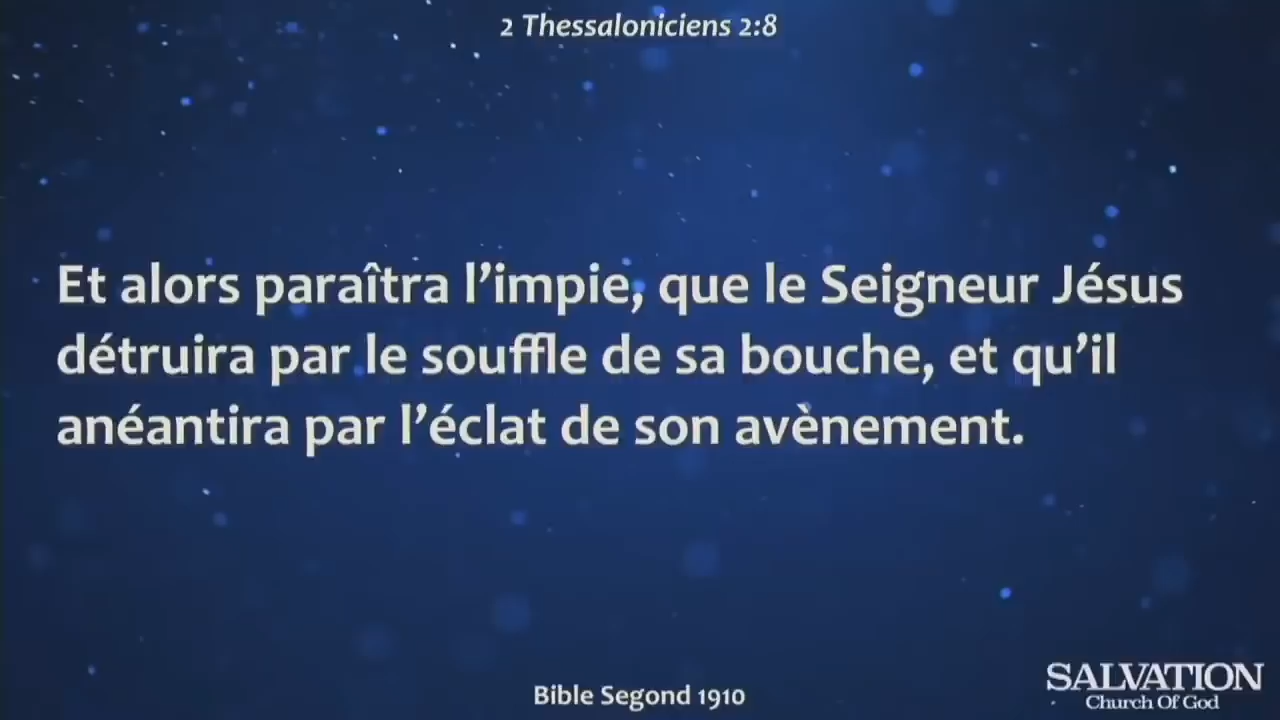 2 Thessaloniciens 2:8
Et alors paraîtra l’impie, que le Seigneur Jésus
détruira par le souffle de sa bouche, et qu’il
anéantira par l’éclat de son avènement.
Bible Segond 1910
SALVATION
Church Of God